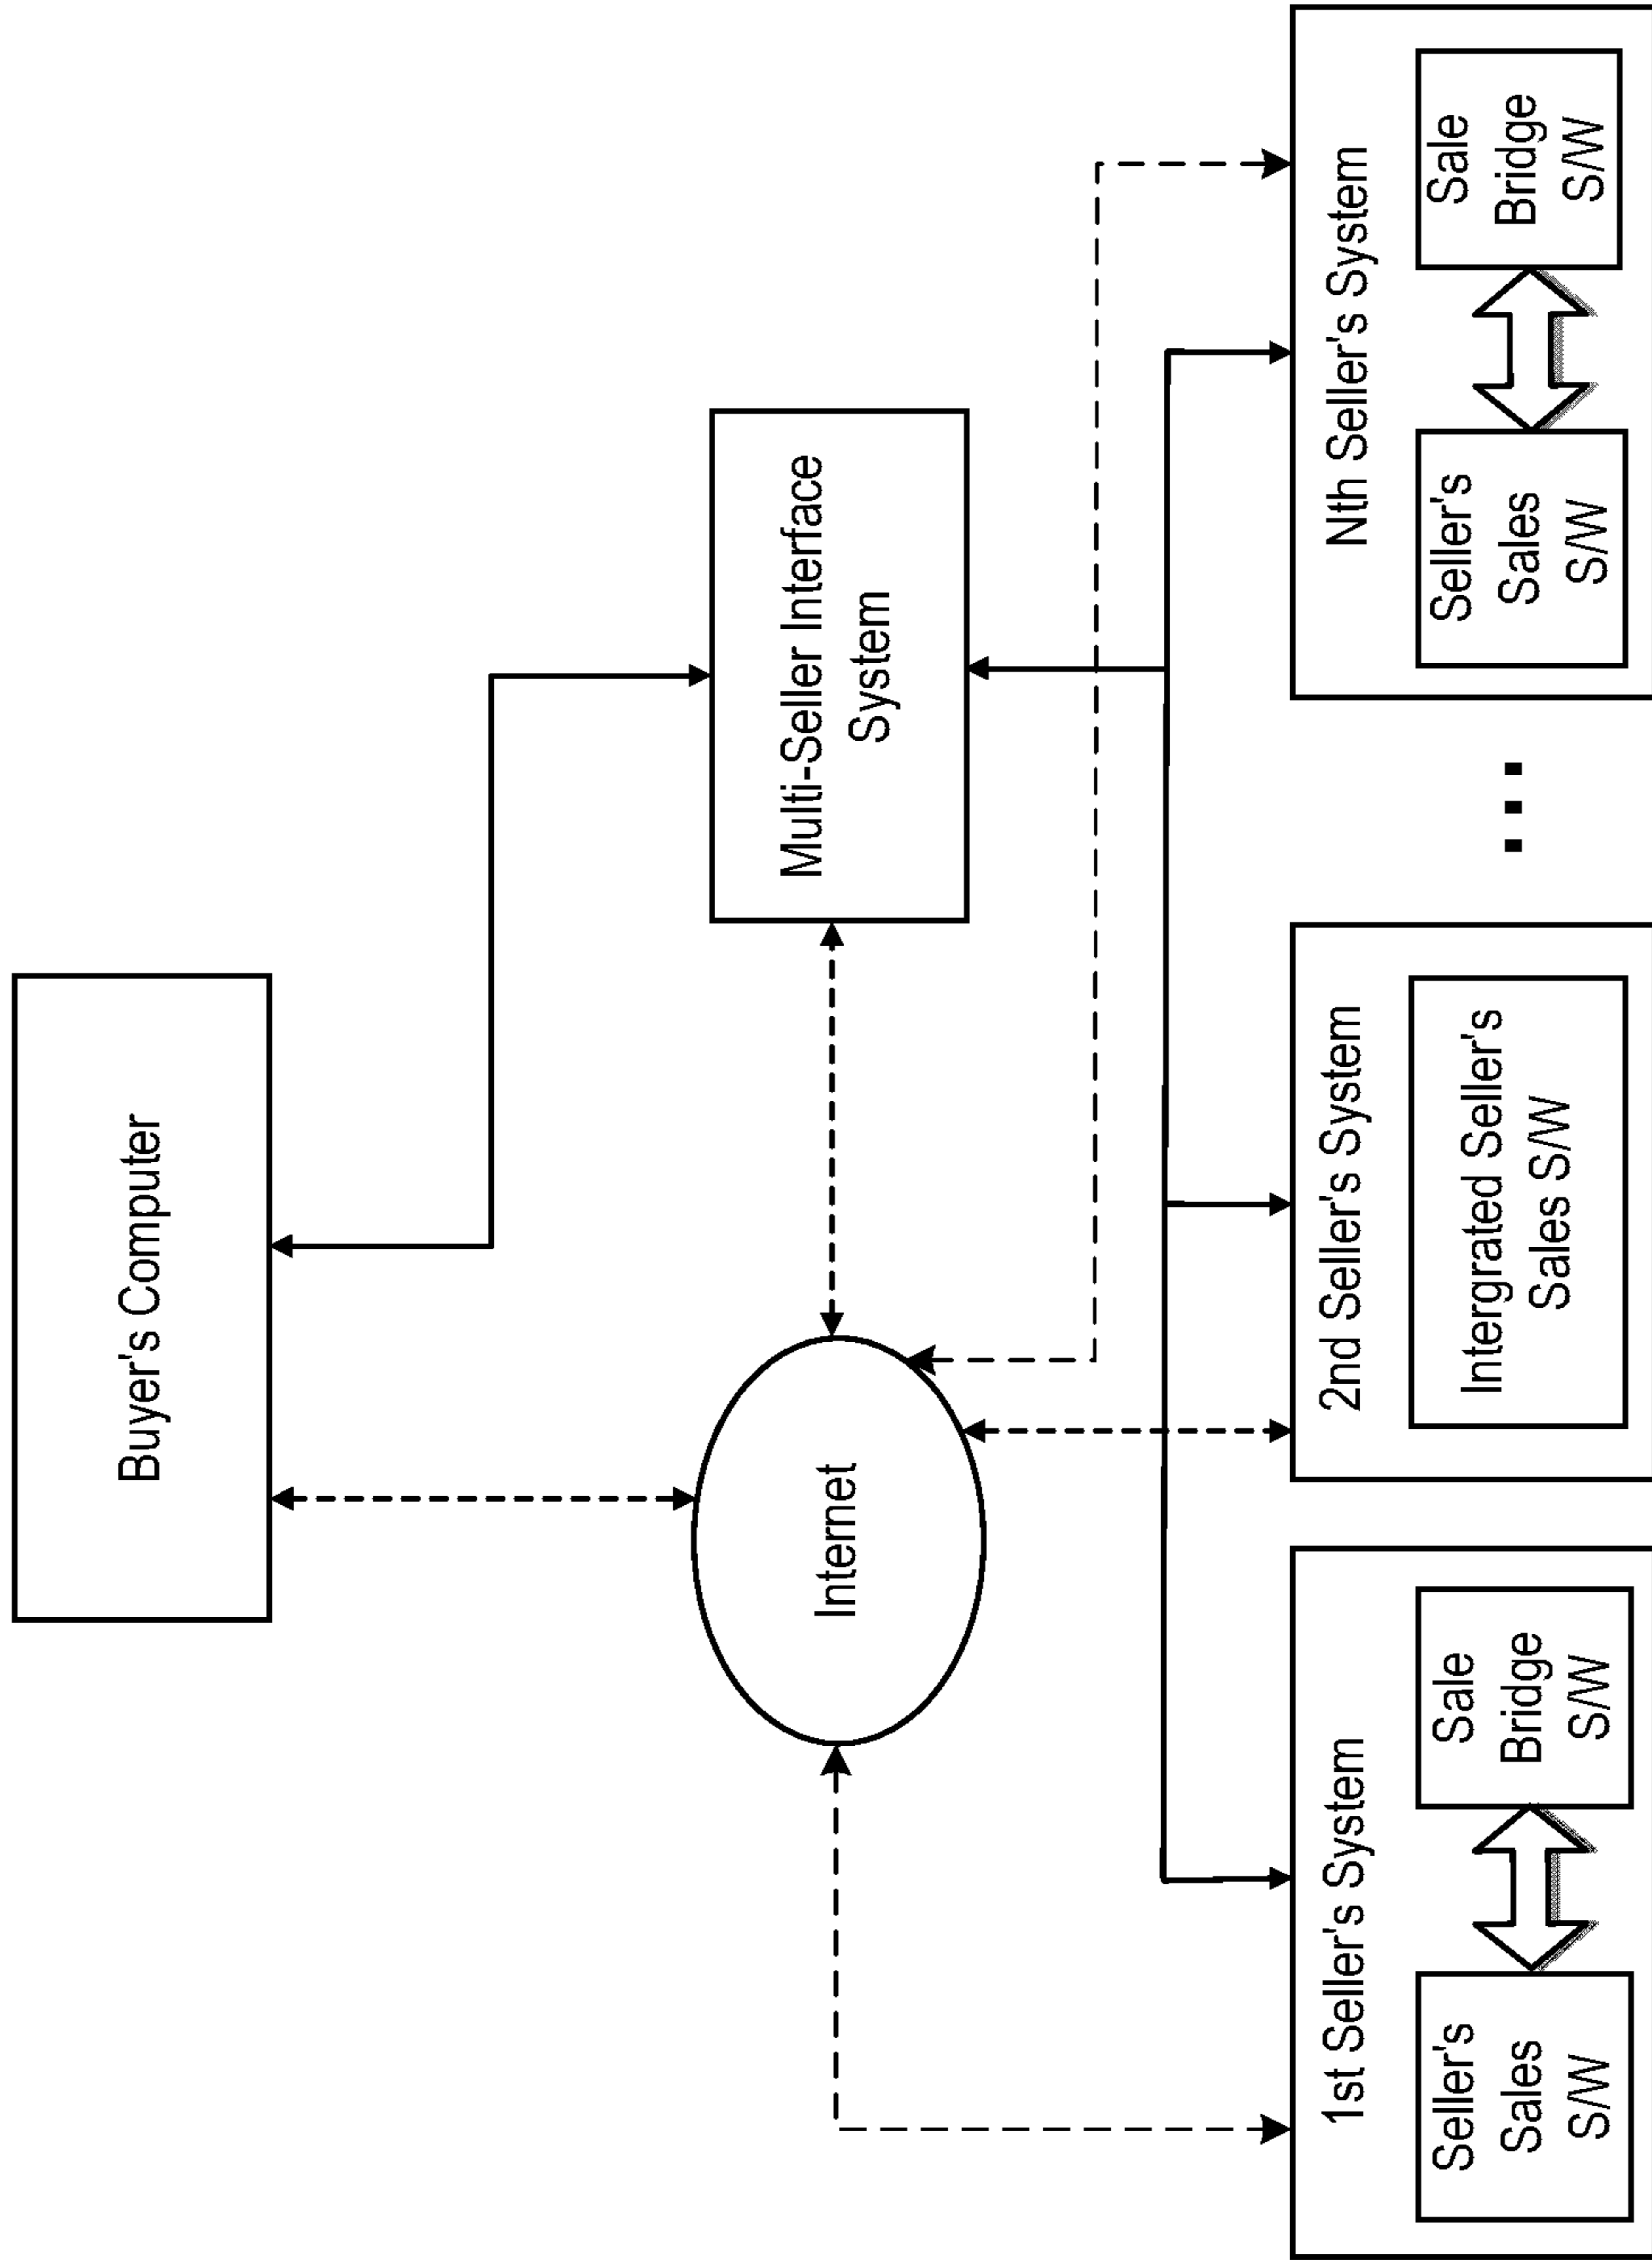 Buyer's Computer
Internet
Multi-Seller Interface
System
1st Seller's System
Seller's
Sales
S/W
Sale
Bridge
S/W
2nd Seller's System
Intergrated Seller's
Sales S/W
...
Nth Seller's System
Seller's
Sales
S/W
Sale
Bridge
S/W